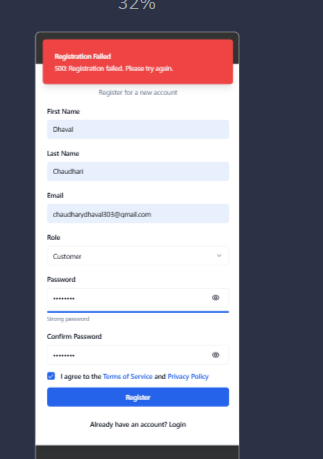 32%
Registration Failed
500: Registration failed. Please try again.
Register for a new account
First Name
Dhaval
Last Name
Chaudhari
Email
chaudharydhaval303@gmail.com
Role
Customer
Password
••••••••
Strong password
Confirm Password
••••••••
I agree to the Terms of Service and Privacy Policy
Register
Already have an account? Login